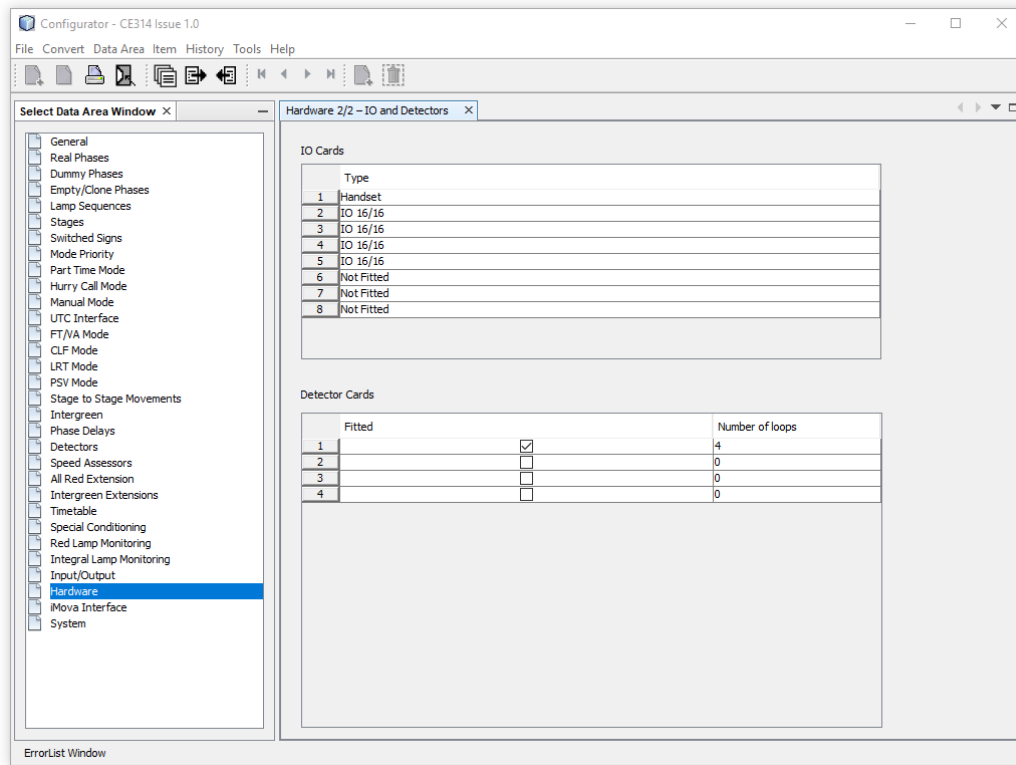 Configurator - CE314 Issue 1.0
File Convert Data Area Item History Tools Help
Select Data Area Window
General
Real Phases
Dummy Phases
Empty/Clone Phases
Lamp Sequences
Stages
Switched Signs
Mode Priority
Part Time Mode
Hurry Call Mode
Manual Mode
UTC Interface
FT/VA Mode
CLF Mode
LRT Mode
PSV Mode
Stage to Stage Movements
Intergreen
Phase Delays
Detectors
Speed Assessors
All Red Extension
Intergreen Extensions
Timetable
Special Conditioning
Red Lamp Monitoring
Integral Lamp Monitoring
Input/Output
Hardware
iMova Interface
System
Hardware 2/2 – IO and Detectors
IO Cards
Type
1 Handset
2 IO 16/16
3 IO 16/16
4 IO 16/16
5 IO 16/16
6 Not Fitted
7 Not Fitted
8 Not Fitted
Detector Cards
Fitted Number of loops
1 4
2 0
3 0
4 0
ErrorList Window